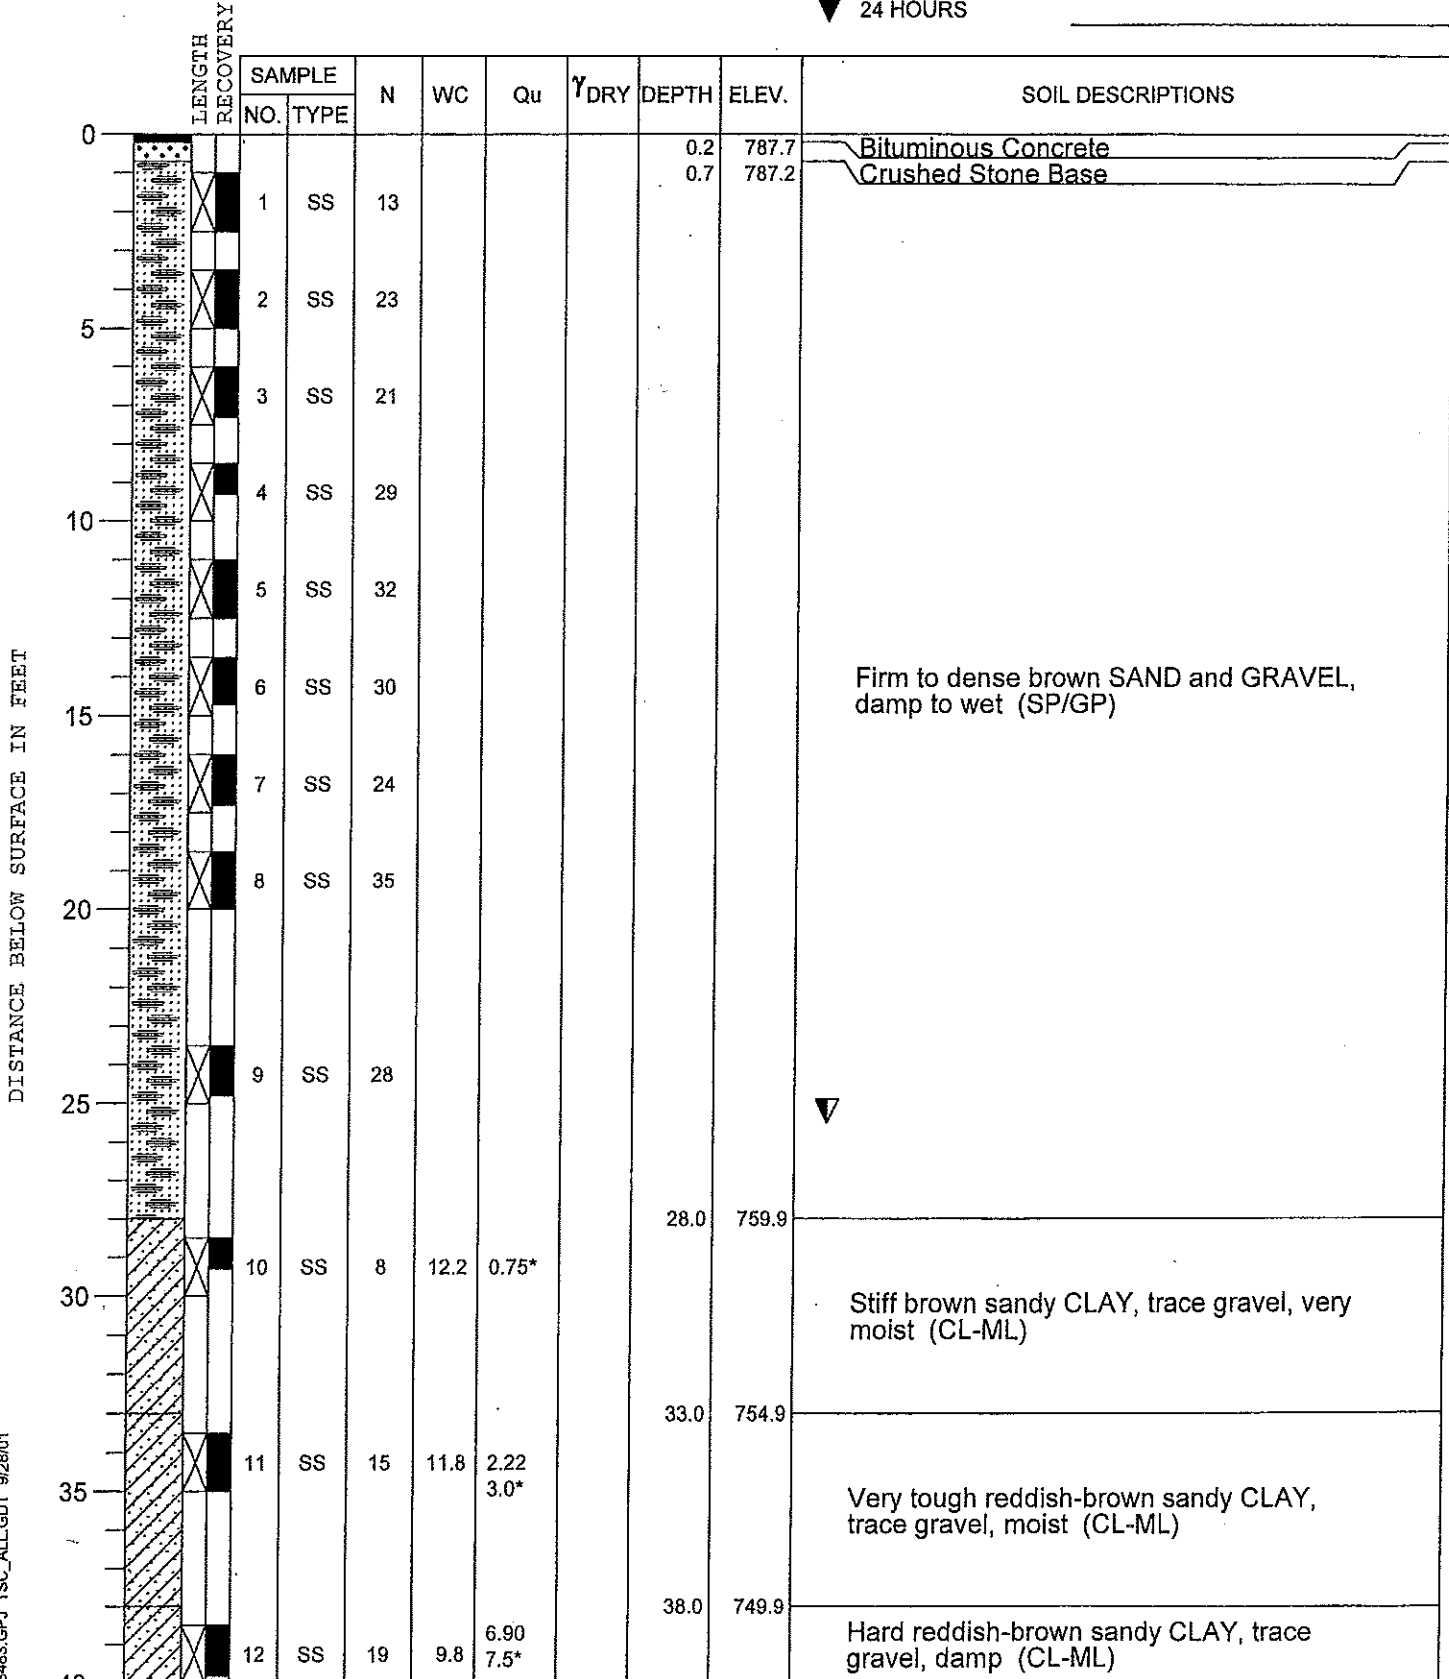 24 HOURS
LENGTH
RECOVERY
SAMPLE
NO. TYPE N WC Qu γDRY DEPTH ELEV. SOIL DESCRIPTIONS
0
0.2 787.7 Bituminous Concrete
0.7 787.2 Crushed Stone Base
1 SS 13
2 SS 23
5
3 SS 21
4 SS 29
10
5 SS 32
DISTANCE BELOW SURFACE IN FEET
Firm to dense brown SAND and GRAVEL,
6 SS 30
damp to wet (SP/GP)
15
7 SS 24
8 SS 35
20
9 SS 28
25
28.0 759.9
10 SS 8 12.2 0.75*
30
Stiff brown sandy CLAY, trace gravel, very
moist (CL-ML)
33.0 754.9
11 SS 15 11.8 2.22
3.0*
35
Very tough reddish-brown sandy CLAY,
trace gravel, moist (CL-ML)
38.0 749.9
6.90
Hard reddish-brown sandy CLAY, trace
12 SS 19 9.8 7.5*
gravel, damp (CL-ML)
.GPJ TSC_ALL.GDT 9/28/01